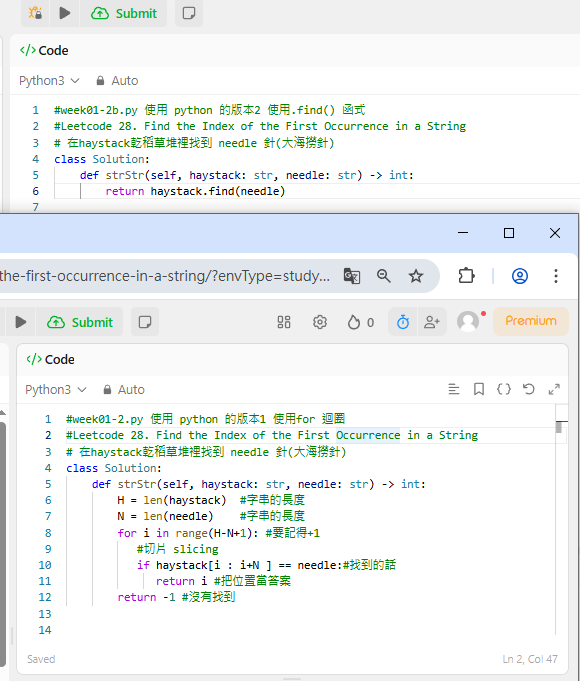 Submit
</> Code
Python3 Auto
1 #week01-2b.py 使用 python 的版本2 使用.find() 函式
2 #Leetcode 28. Find the Index of the First Occurrence in a String
3 # 在haystack乾稻草堆裡找到 needle 針(大海撈針)
4 class Solution:
5 def strStr(self, haystack: str, needle: str) -> int:
6 return haystack.find(needle)
7
the-first-occurrence-in-a-string/?envType=study...
Submit 0 Premium
</> Code
Python3 Auto
1 #week01-2.py 使用 python 的版本1 使用for 迴圈
2 #Leetcode 28. Find the Index of the First Occurrence in a String
3 # 在haystack乾稻草堆裡找到 needle 針(大海撈針)
4 class Solution:
5 def strStr(self, haystack: str, needle: str) -> int:
6 H = len(haystack) #字串的長度
7 N = len(needle) #字串的長度
8 for i in range(H-N+1): #要記得+1
9 #切片 slicing
10 if haystack[i : i+N ] == needle:#找到的話
11 return i #把位置當答案
12 return -1 #沒有找到
13
14
Saved Ln 2, Col 47